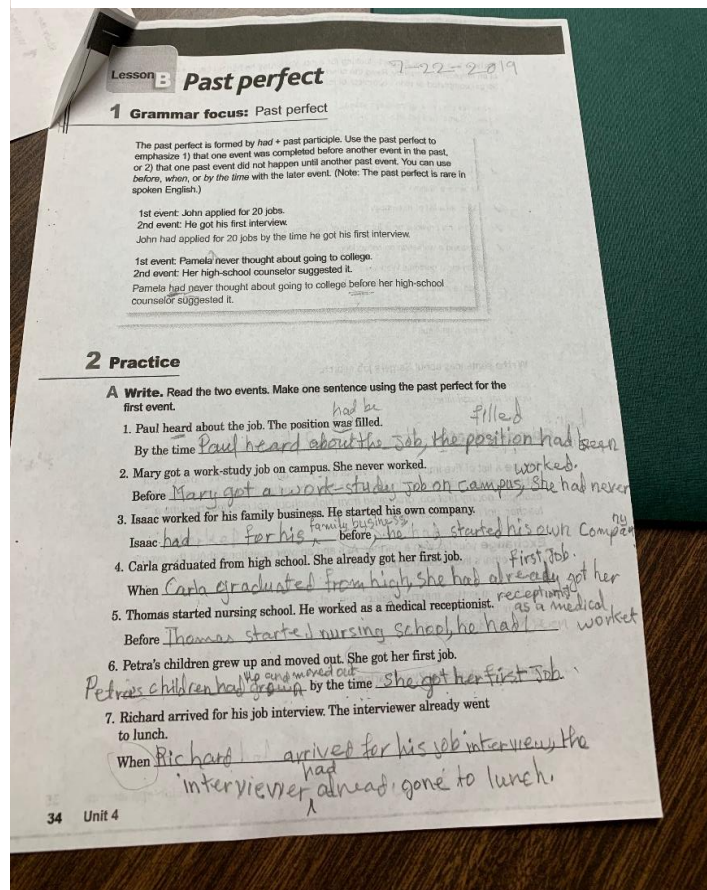 Lesson B Past perfect
7-22-2019
1 Grammar focus: Past perfect
The past perfect is formed by had + past participle. Use the past perfect to
emphasize 1) that one event was completed before another event in the past,
or 2) that one past event did not happen until another past event. You can use
before, when, or by the time with the later event. (Note: The past perfect is rare in
spoken English.)
1st event: John applied for 20 jobs.
2nd event: He got his first interview.
John had applied for 20 jobs by the time he got his first interview.
1st event: Pamela never thought about going to college.
2nd event: Her high-school counselor suggested it.
Pamela had never thought about going to college before her high-school
counselor suggested it.
2 Practice
A Write. Read the two events. Make one sentence using the past perfect for the
first event.
had be
filled
1. Paul heard about the job. The position was filled.
By the time Paul heard about the job, the position had been
2. Mary got a work-study job on campus. She never worked.
worked.
Before Mary got a work-study job on campus, she had never
3. Isaac worked for his family business. He started his own company.
family business,
ny
Isaac had for his before, he started his own Compa
4. Carla graduated from high school. She already got her first job.
first job.
When Carla graduated from high, she had already got her
5. Thomas started nursing school. He worked as a medical receptionist.
receptionist
as a medical
Before Thomas started nursing school, he had
worket
6. Petra's children grew up and moved out. She got her first job.
up and moved out
Petra's children had grown by the time She got her first Job.
7. Richard arrived for his job interview. The interviewer already went
to lunch.
When Richard arrived for his job interview, the
had
interviewer gone to lunch.
34 Unit 4